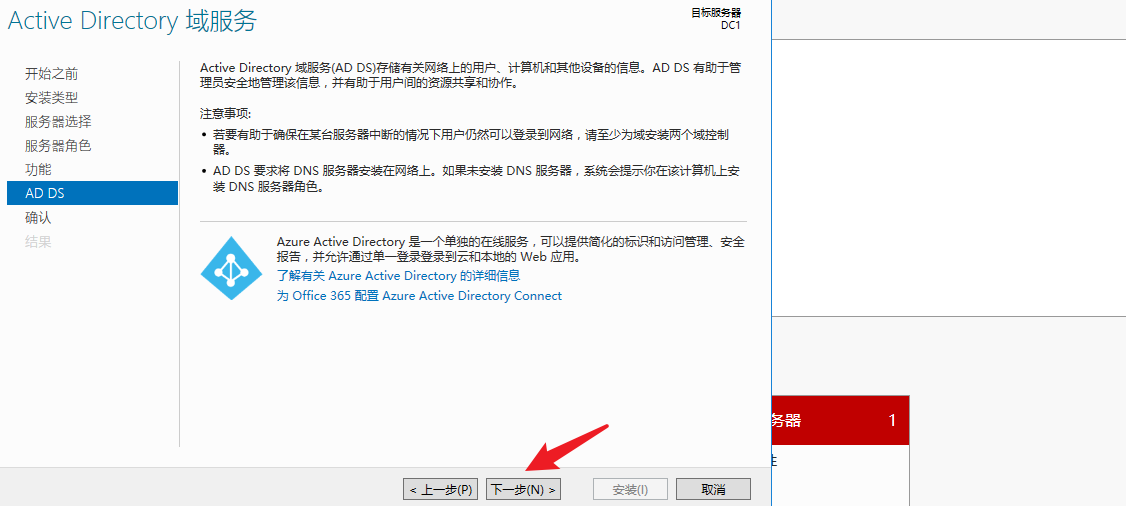 Active Directory 域服务
目标服务器
DC1
开始之前
安装类型
服务器选择
服务器角色
功能
AD DS
确认
结果
Active Directory 域服务(AD DS)存储有关网络上的用户、计算机和其他设备的信息。AD DS 有助于管
理员安全地管理该信息，并有助于用户间的资源共享和协作。
注意事项:
• 若要有助于确保在某台服务器中断的情况下用户仍然可以登录到网络，请至少为域安装两个域控制
器。
• AD DS 要求将 DNS 服务器安装在网络上。如果未安装 DNS 服务器，系统会提示你在该计算机上安
装 DNS 服务器角色。
Azure Active Directory 是一个单独的在线服务，可以提供简化的标识和访问管理、安全
报告，并允许通过单一登录登录到云和本地的 Web 应用。
了解有关 Azure Active Directory 的详细信息
为 Office 365 配置 Azure Active Directory Connect
务器 1
< 上一步(P) 下一步(N) > 安装(I) 取消